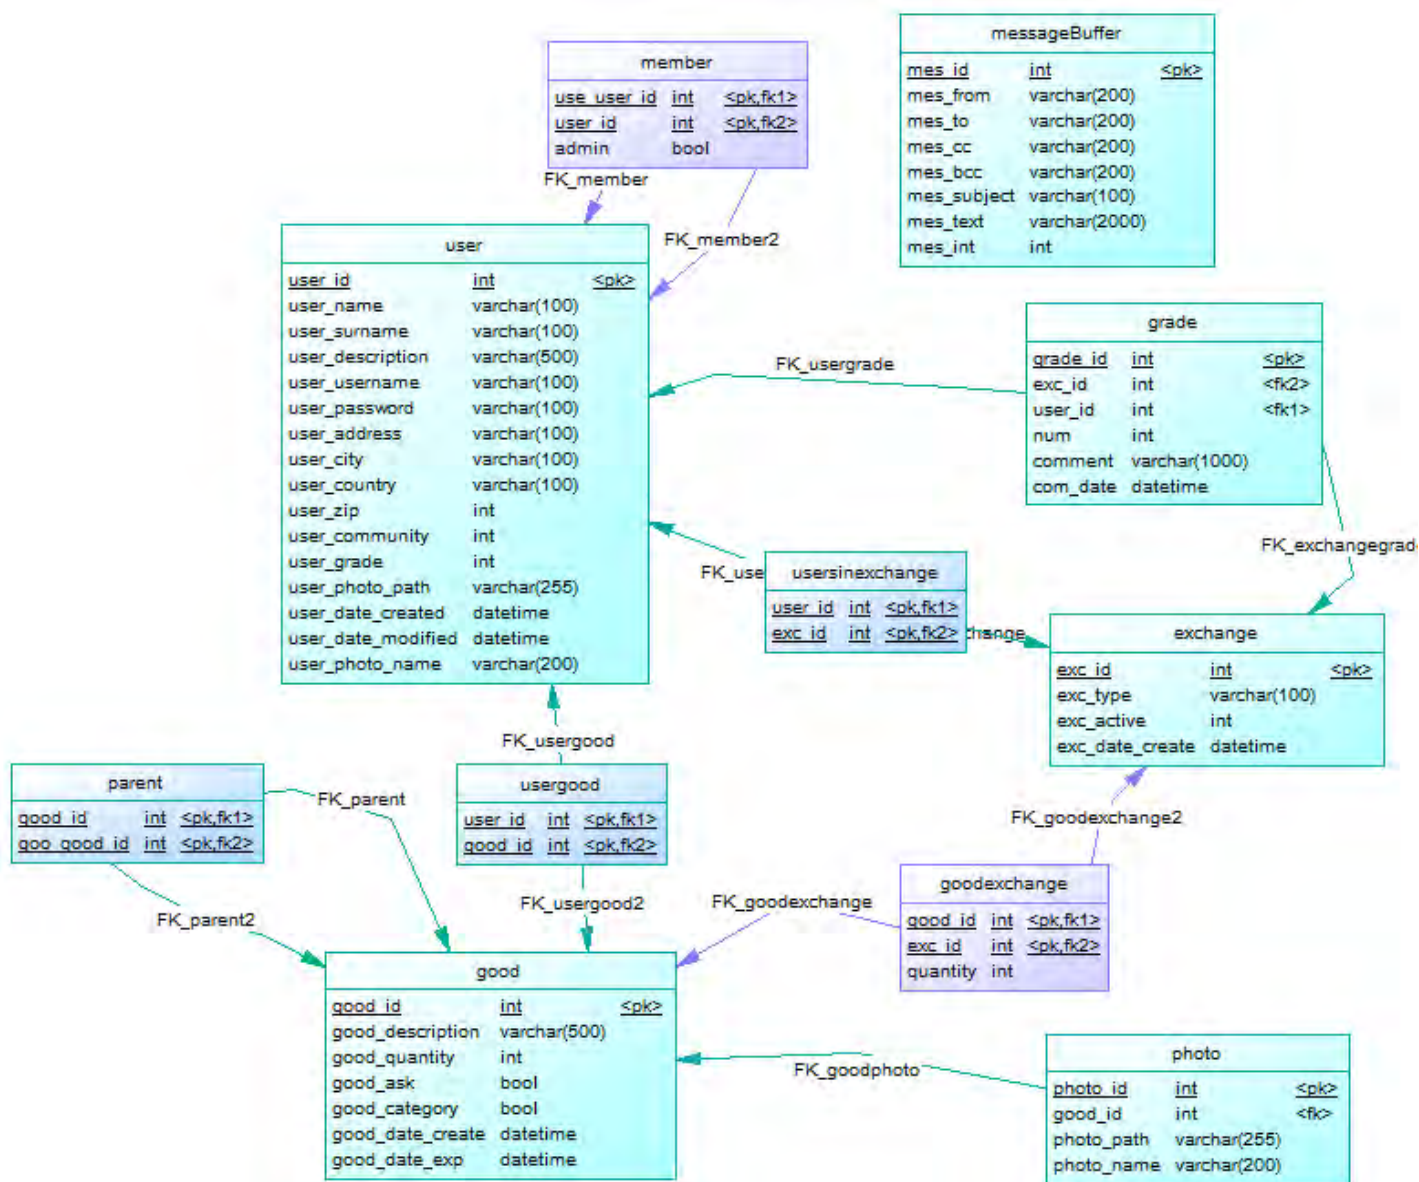 messageBuffer
mes_id int <pk>
mes_from varchar(200)
mes_to varchar(200)
mes_cc varchar(200)
mes_bcc varchar(200)
mes_subject varchar(100)
mes_text varchar(2000)
mes_int int
member
use_user_id int <pk,fk1>
user_id int <pk,fk2>
admin bool
FK_member
FK_member2
user
user_id int <pk>
user_name varchar(100)
user_surname varchar(100)
user_description varchar(500)
user_username varchar(100)
user_password varchar(100)
user_address varchar(100)
user_city varchar(100)
user_country varchar(100)
user_zip int
user_community int
user_grade int
user_photo_path varchar(255)
user_date_created datetime
user_date_modified datetime
user_photo_name varchar(200)
FK_usergrade
grade
grade_id int <pk>
exc_id int <fk2>
user_id int <fk1>
num int
comment varchar(1000)
com_date datetime
FK_exchangegrad
FK_use
usersinexchange
user_id int <pk,fk1>
exc_id int <pk,fk2>
change
exchange
exc_id int <pk>
exc_type varchar(100)
exc_active int
exc_date_create datetime
FK_usergood
parent
good_id int <pk,fk1>
goo_good_id int <pk,fk2>
FK_parent
FK_parent2
usergood
user_id int <pk,fk1>
good_id int <pk,fk2>
FK_usergood2
FK_goodexchange2
FK_goodexchange
goodexchange
good_id int <pk,fk1>
exc_id int <pk,fk2>
quantity int
good
good_id int <pk>
good_description varchar(500)
good_quantity int
good_ask bool
good_category bool
good_date_create datetime
good_date_exp datetime
FK_goodphoto
photo
photo_id int <pk>
good_id int <fk>
photo_path varchar(255)
photo_name varchar(200)